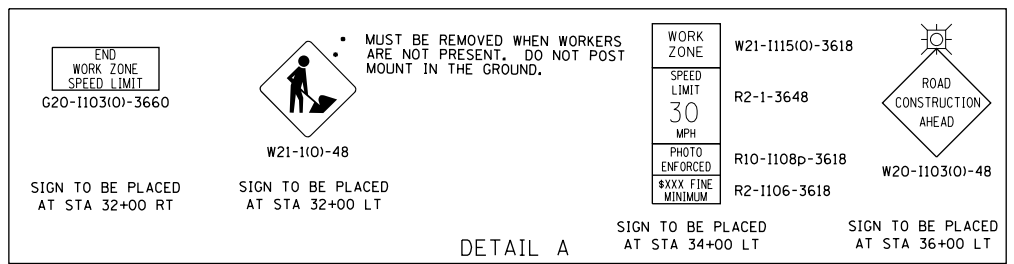 END
WORK ZONE
SPEED LIMIT
G20-I103(0)-3660
SIGN TO BE PLACED
AT STA 32+00 RT
W21-1(0)-48
SIGN TO BE PLACED
AT STA 32+00 LT
MUST BE REMOVED WHEN WORKERS
ARE NOT PRESENT. DO NOT POST
MOUNT IN THE GROUND.
WORK
ZONE
W21-I115(0)-3618
SPEED
LIMIT
30
MPH
R2-1-3648
PHOTO
ENFORCED
R10-I108p-3618
$XXX FINE
MINIMUM
R2-I106-3618
SIGN TO BE PLACED
AT STA 34+00 LT
ROAD
CONSTRUCTION
AHEAD
W20-I103(0)-48
SIGN TO BE PLACED
AT STA 36+00 LT
DETAIL A